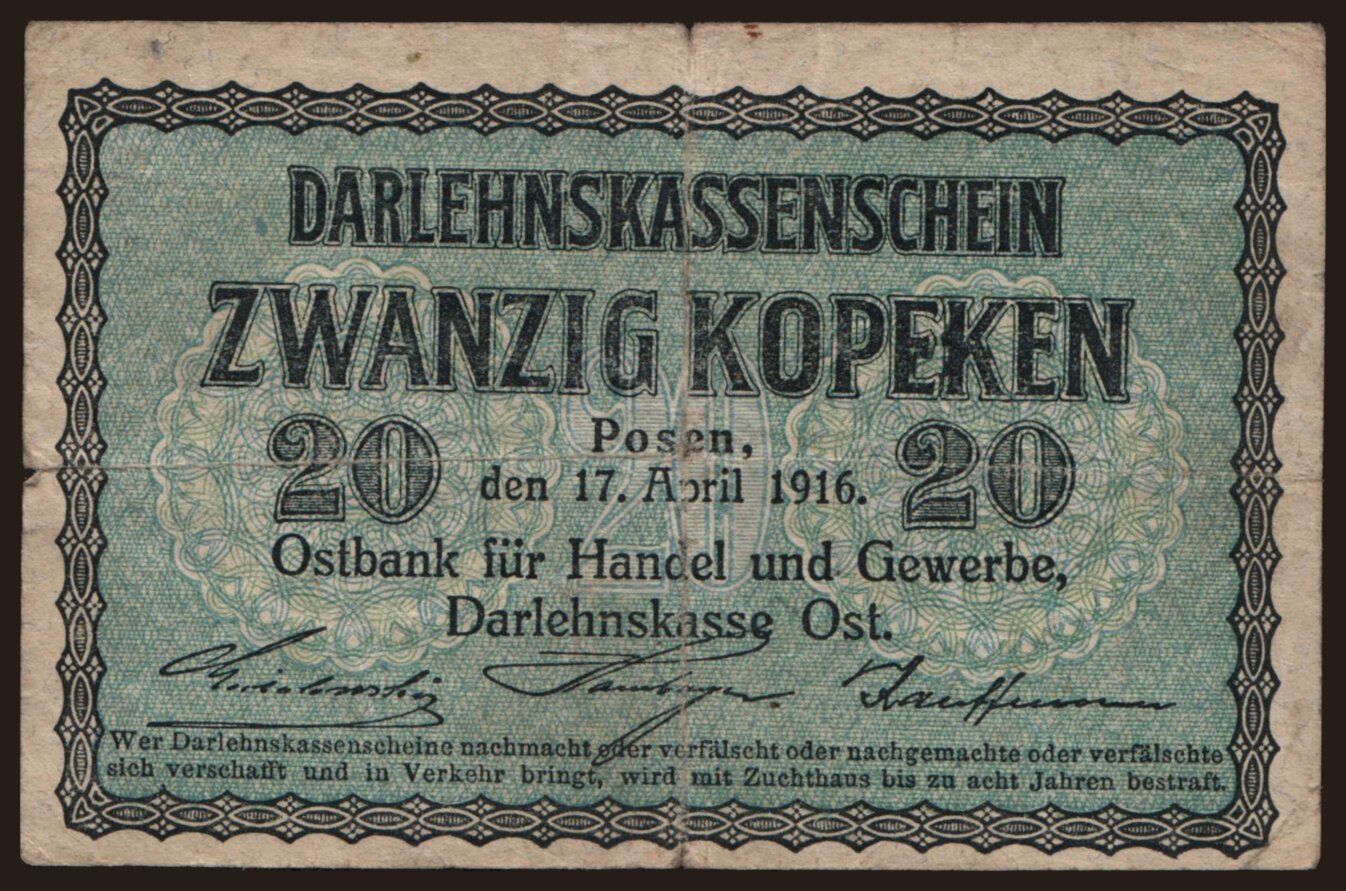 DARLEHNSKASSENSCHEIN
ZWANZIG KOPEKEN
20 20 20
Posen,
den 17. April 1916.
Ostbank für Handel und Gewerbe,
Darlehnskasse Ost.
Kauffmann
Wer Darlehnskassenscheine nachmacht oder verfälscht oder nachgemachte oder verfälschte
sich verschafft und in Verkehr bringt, wird mit Zuchthaus bis zu acht Jahren bestraft.